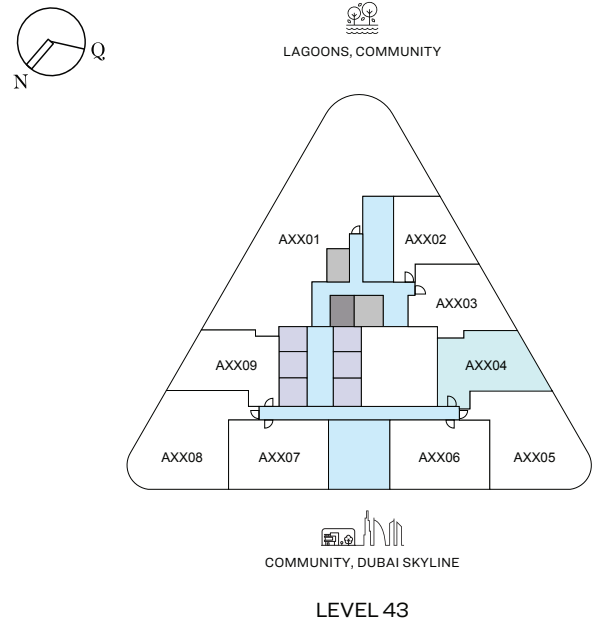 Q
N
LAGOONS, COMMUNITY
AXX01
AXX02
AXX03
AXX09
AXX04
AXX08
AXX07
AXX06
AXX05
COMMUNITY, DUBAI SKYLINE
LEVEL 43